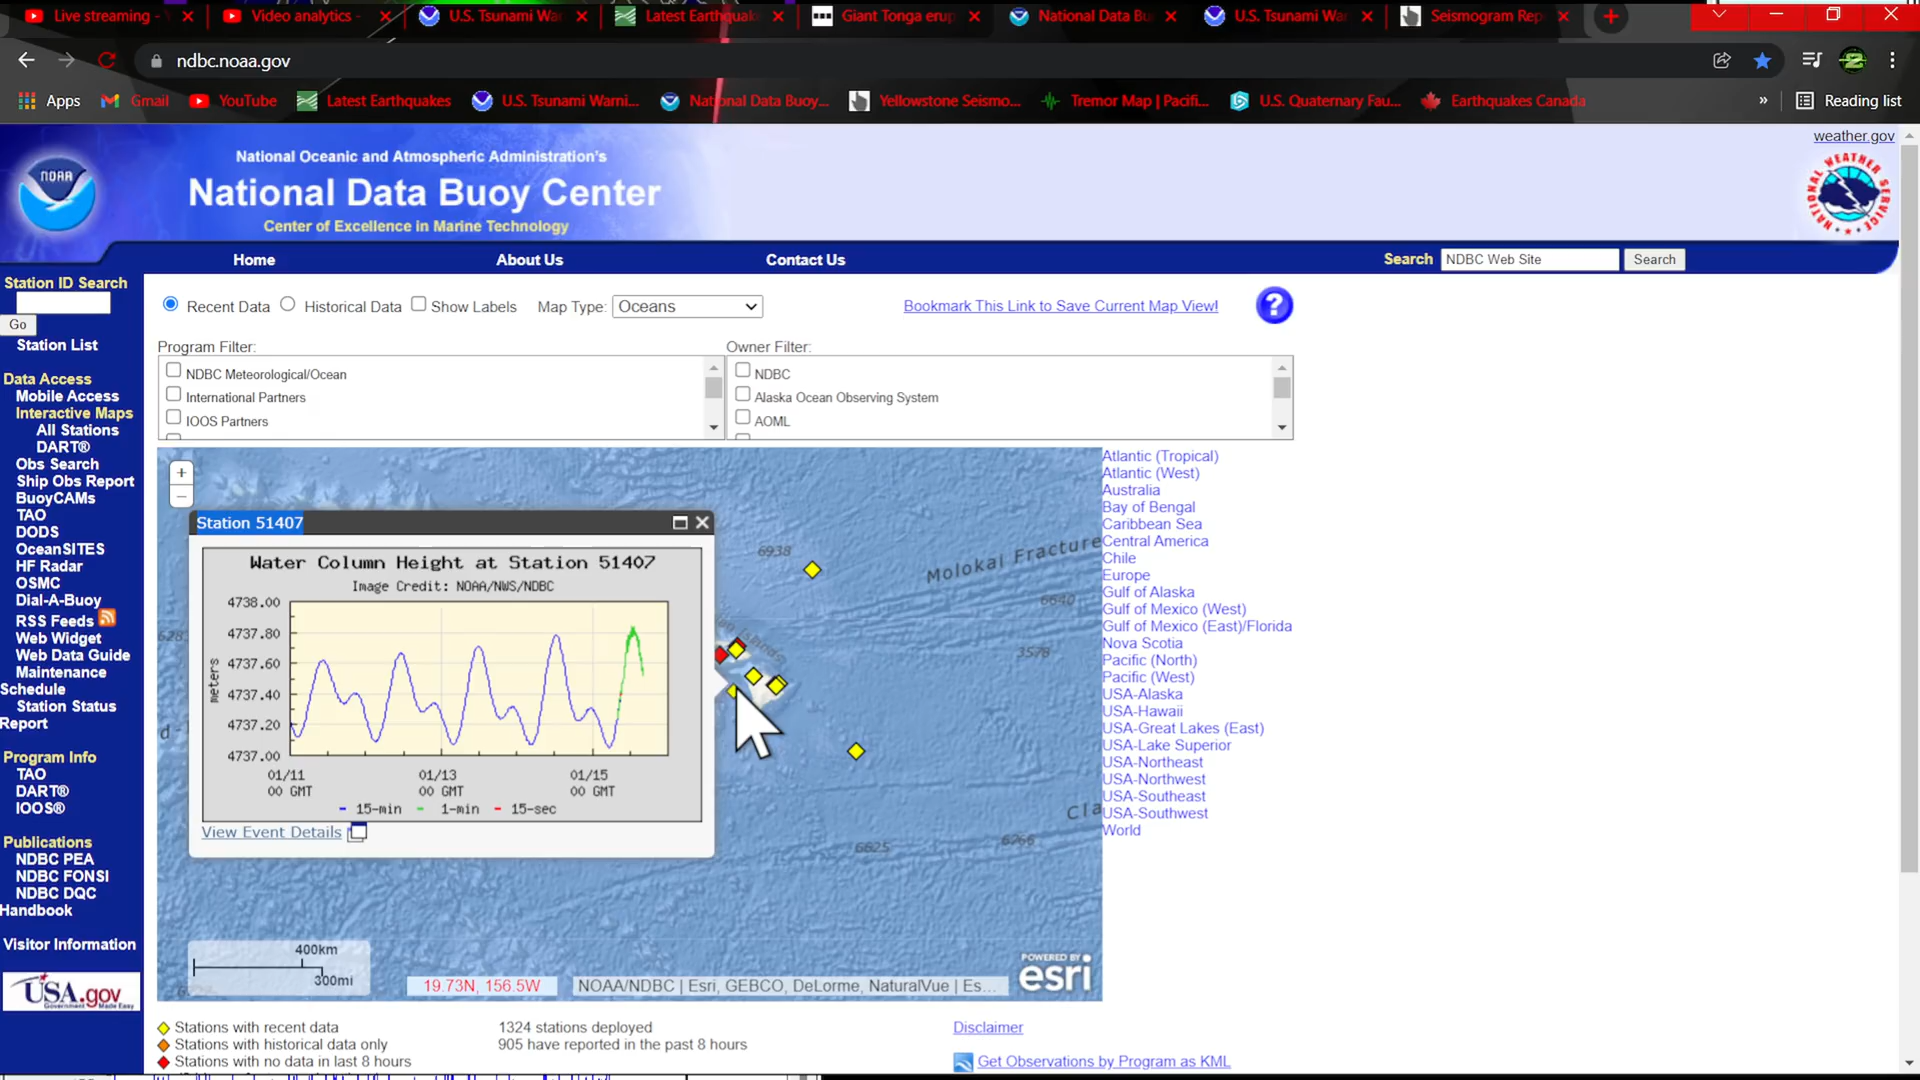 Live streaming -
Video analytics -
U.S. Tsunami Wa
Latest Earthquak
Giant Tonga erup
National Data Bu
U.S. Tsunami Wa
Seismogram Rep
ndbc.noaa.gov
Apps
Gmail
YouTube
Latest Earthquakes
U.S. Tsunami Warni...
National Data Buoy...
Yellowstone Seismo...
Tremor Map | Pacifi...
U.S. Quaternary Fau...
Earthquakes Canada
»
Reading list
weather.gov
NOAA
National Oceanic and Atmospheric Administration's
National Data Buoy Center
Center of Excellence in Marine Technology
NATIONAL WEATHER SERVICE
Home
About Us
Contact Us
Search
NDBC Web Site
Search
Station ID Search
Go
Station List
Data Access
Mobile Access
Interactive Maps
All Stations
DART®
Obs Search
Ship Obs Report
BuoyCAMs
TAO
DODS
OceanSITES
HF Radar
OSMC
Dial-A-Buoy
RSS Feeds
Web Widget
Web Data Guide
Maintenance
Schedule
Station Status
Report
Program Info
TAO
DART®
IOOS®
Publications
NDBC PEA
NDBC FONSI
NDBC DQC
Handbook
Visitor Information
USA.gov
Recent Data
Historical Data
Show Labels
Map Type:
Oceans
Bookmark This Link to Save Current Map View!
?
Program Filter:
NDBC Meteorological/Ocean
International Partners
IOOS Partners
Owner Filter:
NDBC
Alaska Ocean Observing System
AOML
+
−
Station 51407
Water Column Height at Station 51407
Image Credit: NOAA/NWS/NDBC
4738.00
4737.80
4737.60
4737.40
4737.20
4737.00
meters
01/11
00 GMT
01/13
00 GMT
01/15
00 GMT
15-min
1-min
15-sec
View Event Details
6938
Molokai Fracture
6640
3578
6625
6266
Cla
400km
300mi
19.73N, 156.5W
NOAA/NDBC | Esri, GEBCO, DeLorme, NaturalVue | Es...
POWERED BY
esri
Atlantic (Tropical)
Atlantic (West)
Australia
Bay of Bengal
Caribbean Sea
Central America
Chile
Europe
Gulf of Alaska
Gulf of Mexico (West)
Gulf of Mexico (East)/Florida
Nova Scotia
Pacific (North)
Pacific (West)
USA-Alaska
USA-Hawaii
USA-Great Lakes (East)
USA-Lake Superior
USA-Northeast
USA-Northwest
USA-Southeast
USA-Southwest
World
Stations with recent data
Stations with historical data only
Stations with no data in last 8 hours
1324 stations deployed
905 have reported in the past 8 hours
Disclaimer
Get Observations by Program as KML